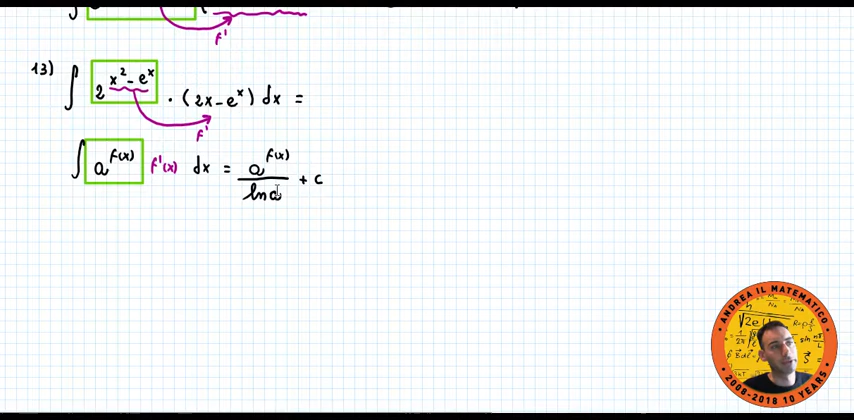 f'
13) ∫ 2^(x² - e^x) · (2x - e^x) dx =
f'
∫ a^(f(x)) f'(x) dx = a^(f(x)) / ln a + c
ANDREA IL MATEMATICO
2008-2018 10 YEARS